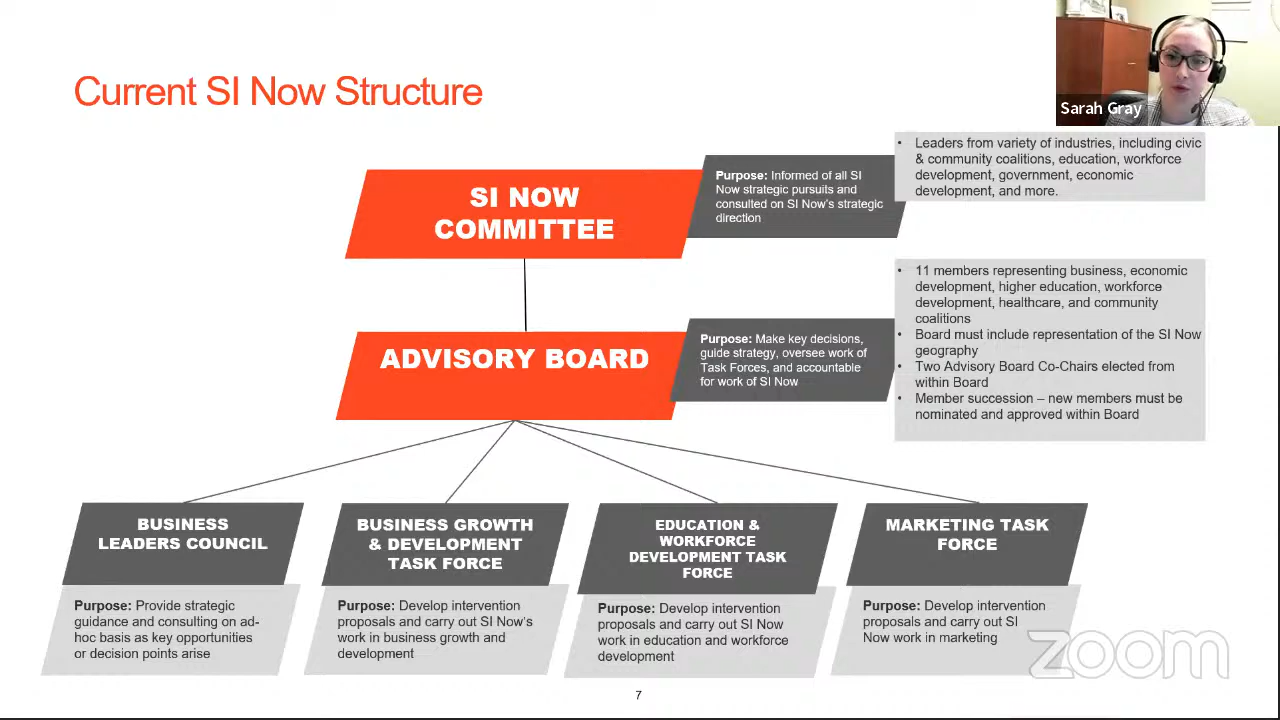 Current SI Now Structure
Sarah Gray
SI NOW
COMMITTEE
Purpose: Informed of all SI
Now strategic pursuits and
consulted on SI Now's strategic
direction
• Leaders from variety of industries, including civic
& community coalitions, education, workforce
development, government, economic
development, and more.
ADVISORY BOARD
Purpose: Make key decisions,
guide strategy, oversee work of
Task Forces, and accountable
for work of SI Now
• 11 members representing business, economic
development, higher education, workforce
development, healthcare, and community
coalitions
• Board must include representation of the SI Now
geography
• Two Advisory Board Co-Chairs elected from
within Board
• Member succession – new members must be
nominated and approved within Board
BUSINESS
LEADERS COUNCIL
Purpose: Provide strategic
guidance and consulting on ad-
hoc basis as key opportunities
or decision points arise
BUSINESS GROWTH
& DEVELOPMENT
TASK FORCE
Purpose: Develop intervention
proposals and carry out SI Now's
work in business growth and
development
EDUCATION &
WORKFORCE
DEVELOPMENT TASK
FORCE
Purpose: Develop intervention
proposals and carry out SI Now
work in education and workforce
development
MARKETING TASK
FORCE
Purpose: Develop intervention
proposals and carry out SI
Now work in marketing
zoom
7